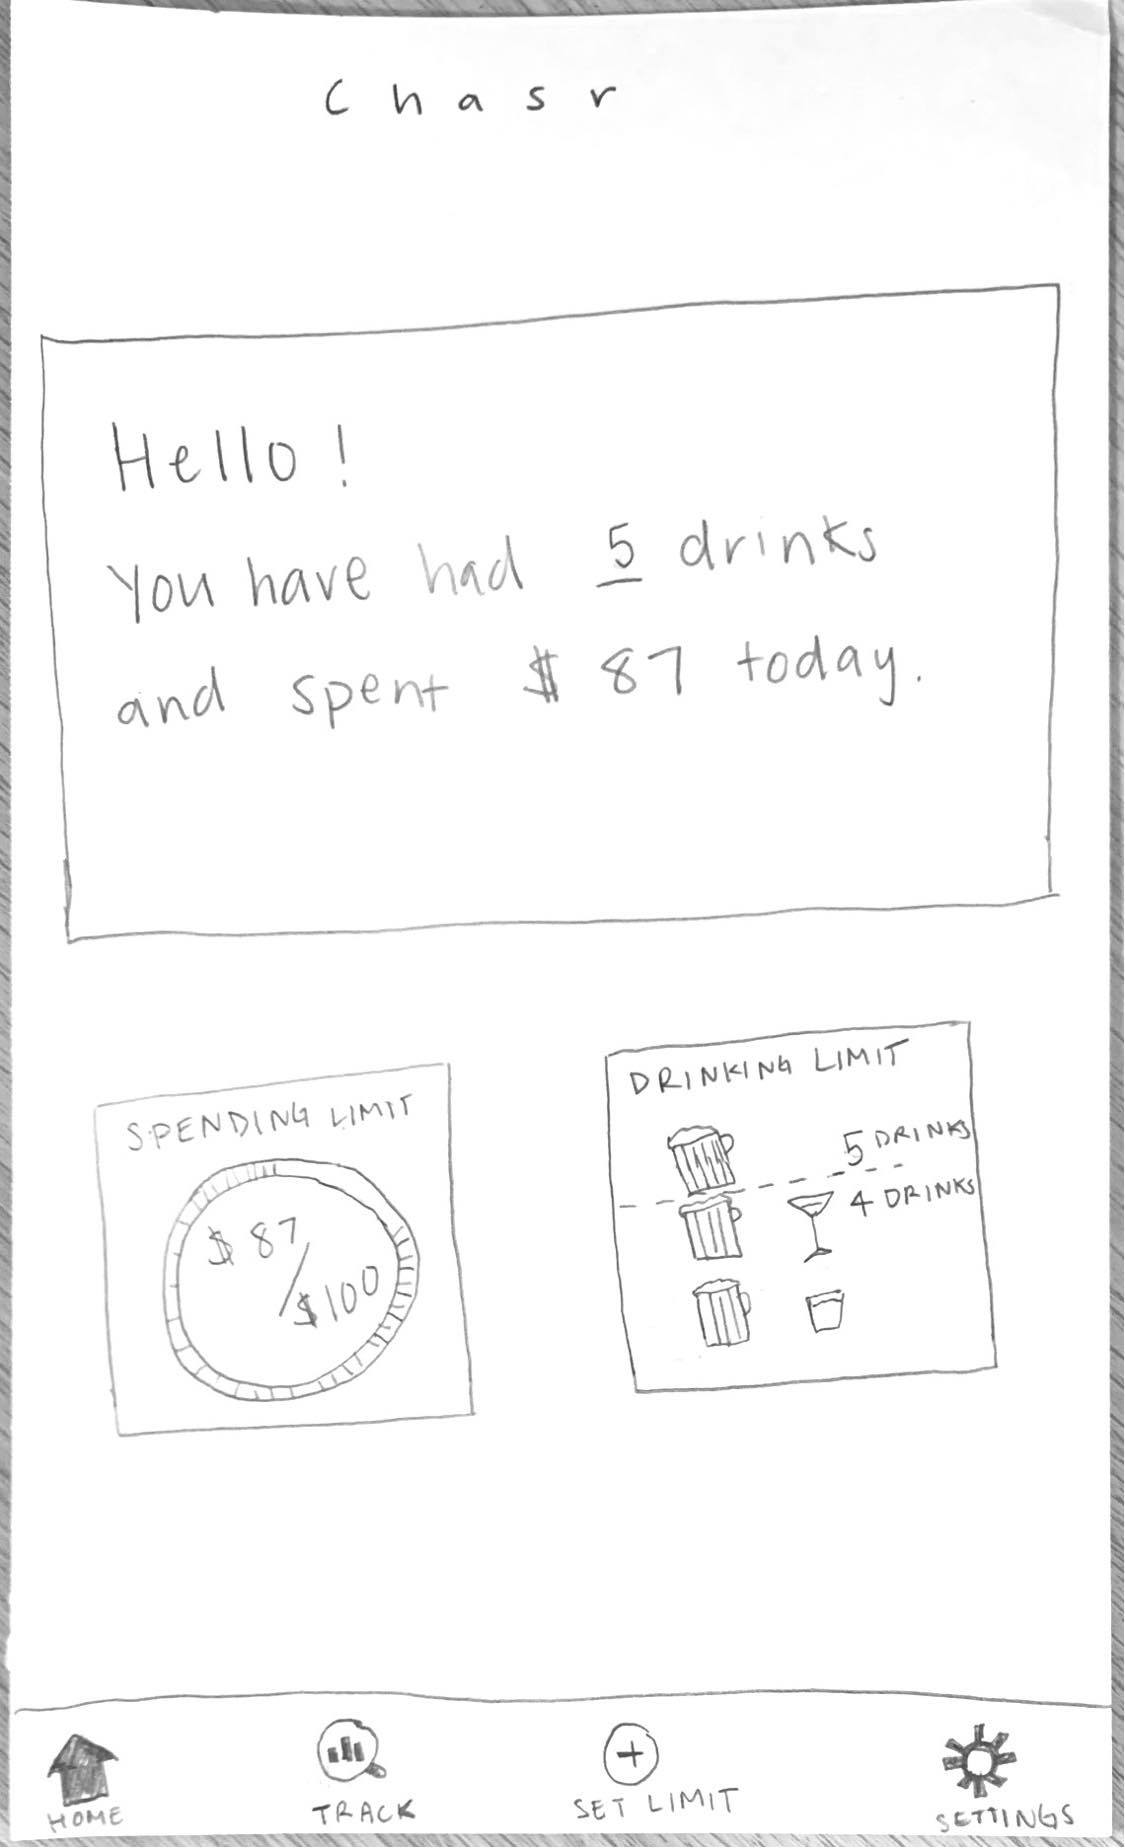 Chasr
Hello!
You have had 5 drinks
and spent $ 87 today.
SPENDING LIMIT
$ 87
/ $100
DRINKING LIMIT
5 DRINKS
4 DRINKS
HOME
TRACK
SET LIMIT
SETTINGS